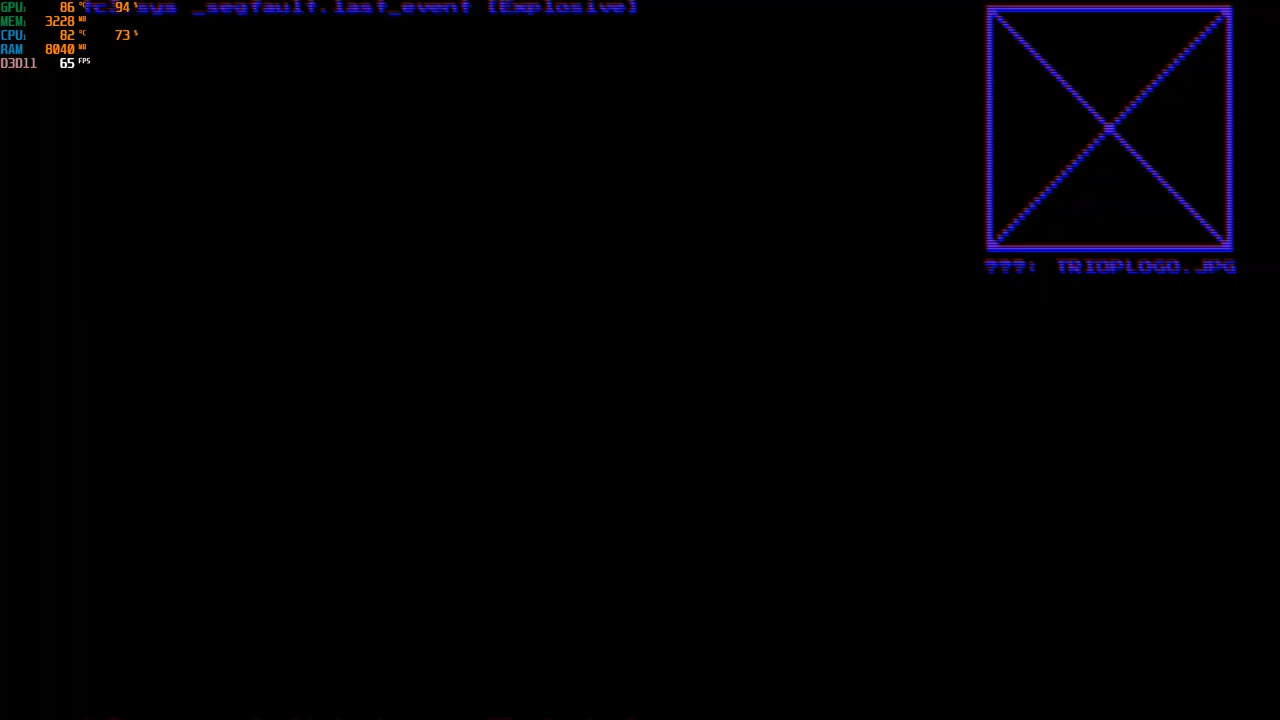 GPU: 86 °C 94 %
sys _segfault.last_event [Explosive]
MEM: 3228 MB
CPU: 82 °C 73 %
RAM 8040 MB
D3D11 65 FPS
???: TRIOPLOGO.JPG